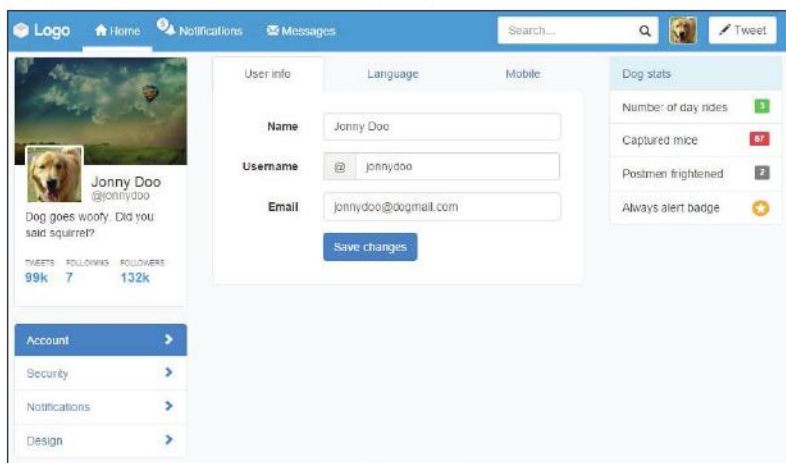 Logo Home 5 Notifications Messages Search... Tweet
Jonny Doo
@jonnydoo
Dog goes woofy. Did you
said squirrel?
TWEETS FOLLOWING FOLLOWERS
99k 7 132k
Account
Security
Notifications
Design
User info Language Mobile
Name Jonny Doo
Username @ jonnydoo
Email jonnydoo@dogmail.com
Save changes
Dog stats
Number of day rides 3
Captured mice 87
Postmen frightened 2
Always alert badge